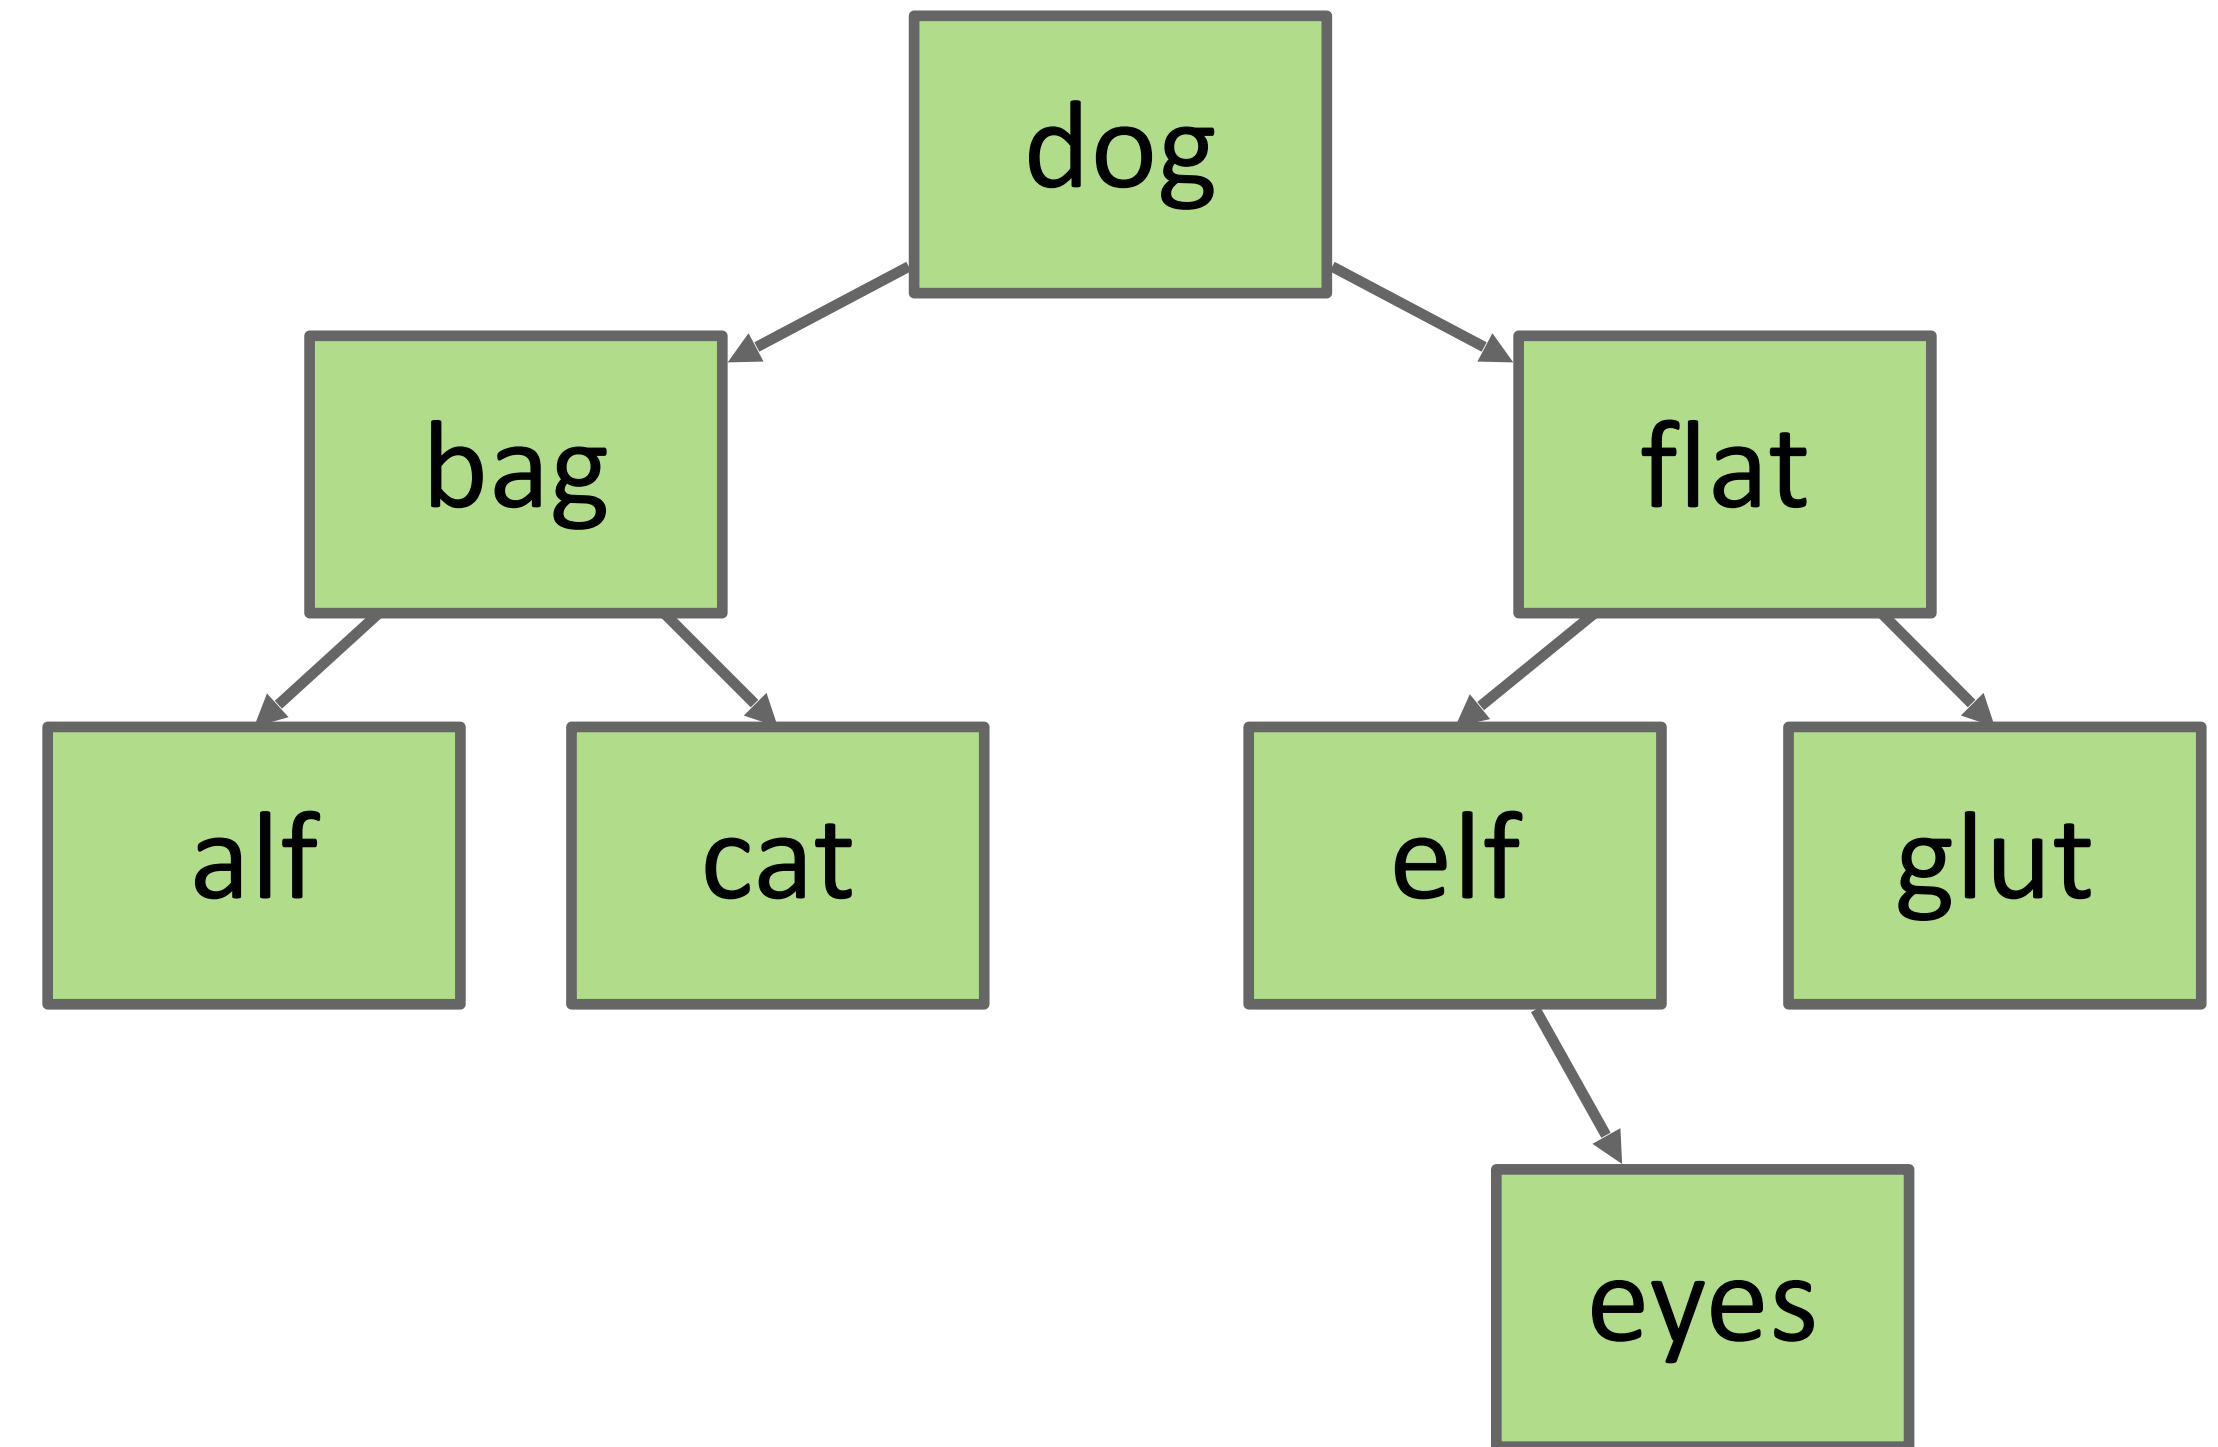 dog
bag
flat
alf
cat
elf
glut
eyes